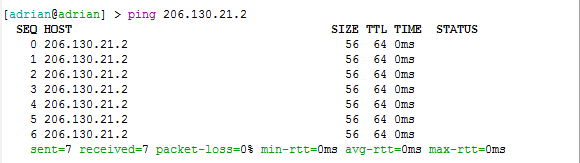 [adrian@adrian] > ping 206.130.21.2
SEQ HOST SIZE TTL TIME STATUS
0 206.130.21.2 56 64 0ms
1 206.130.21.2 56 64 0ms
2 206.130.21.2 56 64 0ms
3 206.130.21.2 56 64 0ms
4 206.130.21.2 56 64 0ms
5 206.130.21.2 56 64 0ms
6 206.130.21.2 56 64 0ms
sent=7 received=7 packet-loss=0% min-rtt=0ms avg-rtt=0ms max-rtt=0ms